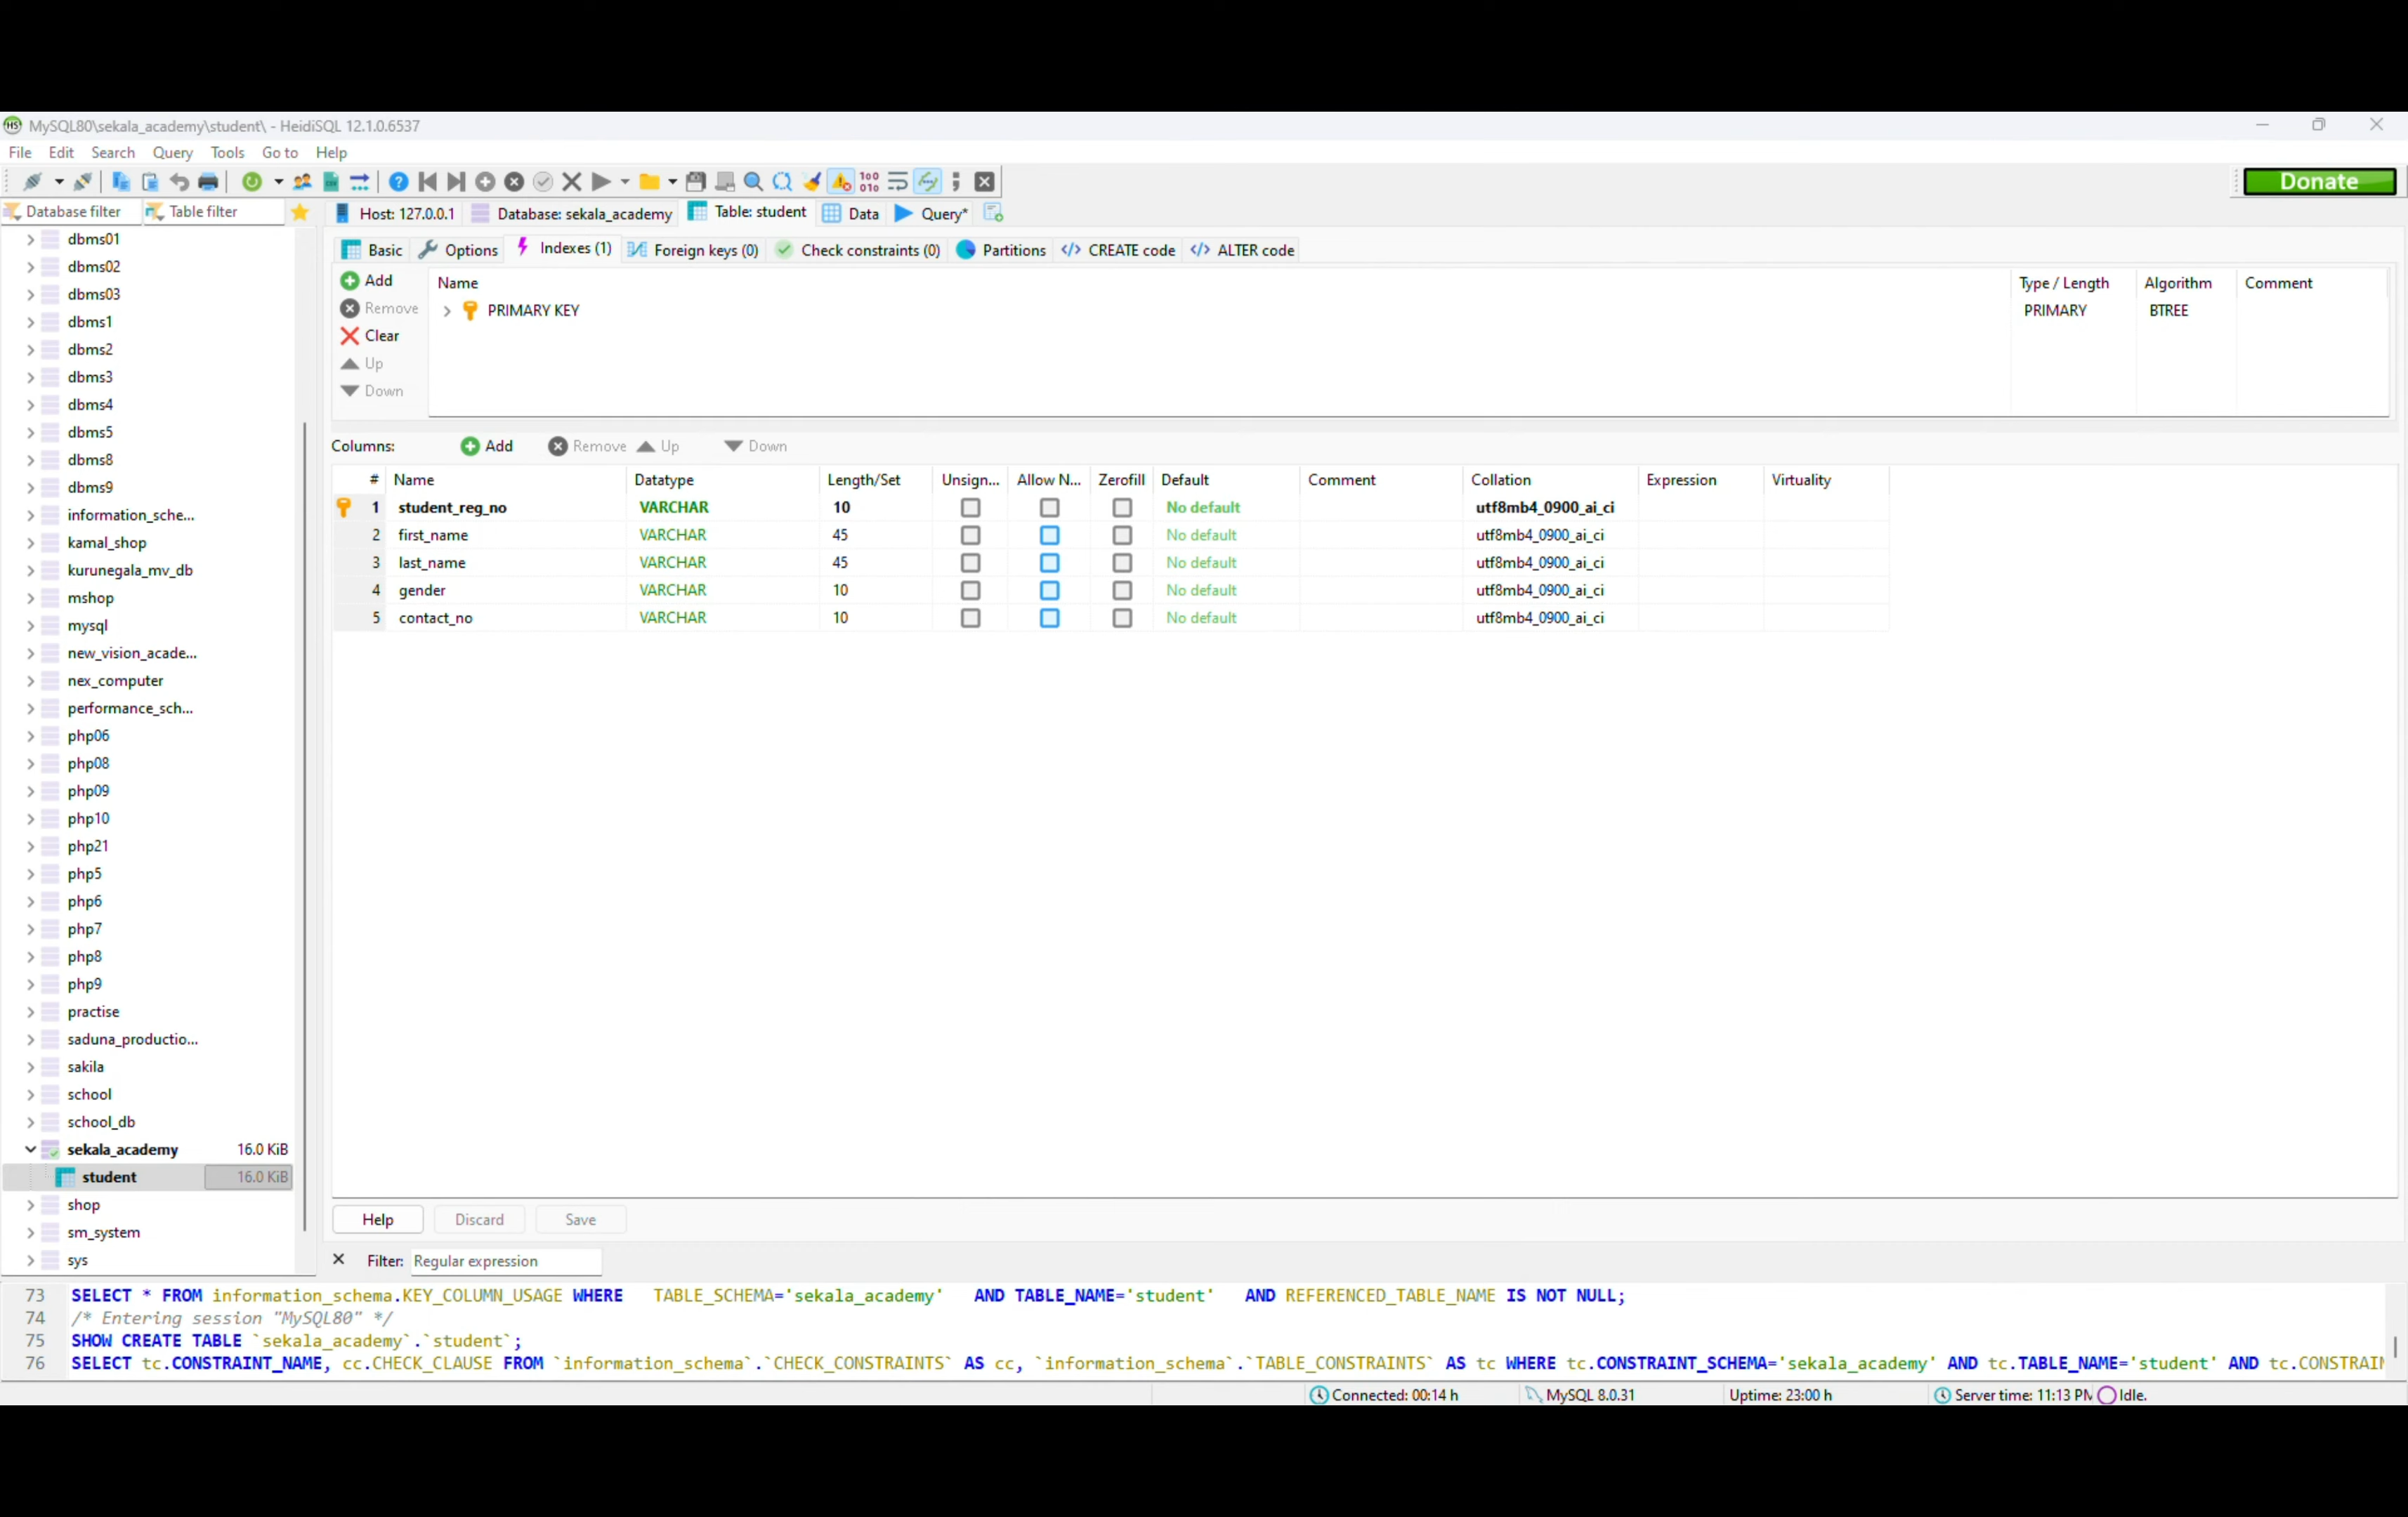 MySQL80\sekala_academy\student\ - HeidiSQL 12.1.0.6537
File Edit Search Query Tools Go to Help
Donate
Database filter Table filter Host: 127.0.0.1 Database: sekala_academy Table: student Data Query*
Basic Options Indexes (1) Foreign keys (0) Check constraints (0) Partitions CREATE code ALTER code
Add
Remove
Clear
Up
Down
Name Type / Length Algorithm Comment
PRIMARY KEY PRIMARY BTREE
Columns: Add Remove Up Down
# Name Datatype Length/Set Unsign... Allow N... Zerofill Default Comment Collation Expression Virtuality
1 student_reg_no VARCHAR 10 No default utf8mb4_0900_ai_ci
2 first_name VARCHAR 45 No default utf8mb4_0900_ai_ci
3 last_name VARCHAR 45 No default utf8mb4_0900_ai_ci
4 gender VARCHAR 10 No default utf8mb4_0900_ai_ci
5 contact_no VARCHAR 10 No default utf8mb4_0900_ai_ci
dbms01
dbms02
dbms03
dbms1
dbms2
dbms3
dbms4
dbms5
dbms8
dbms9
information_sche...
kamal_shop
kurunegala_mv_db
mshop
mysql
new_vision_acade...
nex_computer
performance_sch...
php06
php08
php09
php10
php21
php5
php6
php7
php8
php9
practise
saduna_productio...
sakila
school
school_db
sekala_academy 16.0 KiB
student 16.0 KiB
shop
sm_system
sys
Help Discard Save
Filter: Regular expression
73 SELECT * FROM information_schema.KEY_COLUMN_USAGE WHERE TABLE_SCHEMA='sekala_academy' AND TABLE_NAME='student' AND REFERENCED_TABLE_NAME IS NOT NULL;
74 /* Entering session "MySQL80" */
75 SHOW CREATE TABLE `sekala_academy`.`student`;
76 SELECT tc.CONSTRAINT_NAME, cc.CHECK_CLAUSE FROM `information_schema`.`CHECK_CONSTRAINTS` AS cc, `information_schema`.`TABLE_CONSTRAINTS` AS tc WHERE tc.CONSTRAINT_SCHEMA='sekala_academy' AND tc.TABLE_NAME='student' AND tc.CONSTRAIN
Connected: 00:14 h MySQL 8.0.31 Uptime: 23:00 h Server time: 11:13 PM Idle.